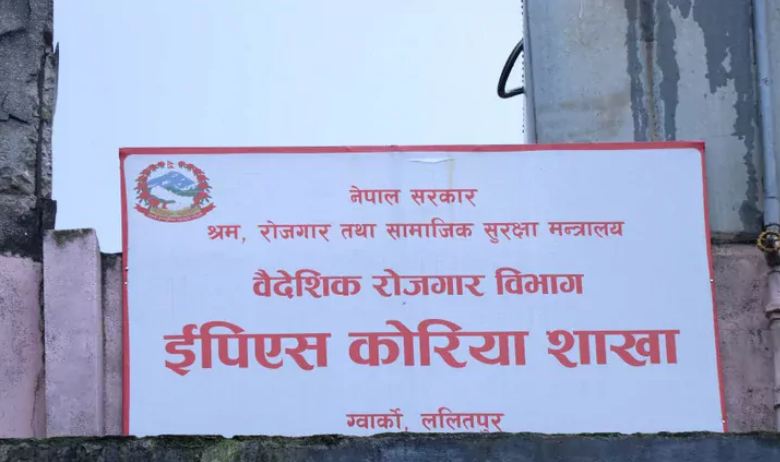 नेपाल सरकार
श्रम, रोजगार तथा सामाजिक सुरक्षा मन्त्रालय
वैदेशिक रोजगार विभाग
ईपिएस कोरिया शाखा
ग्वार्को, ललितपुर